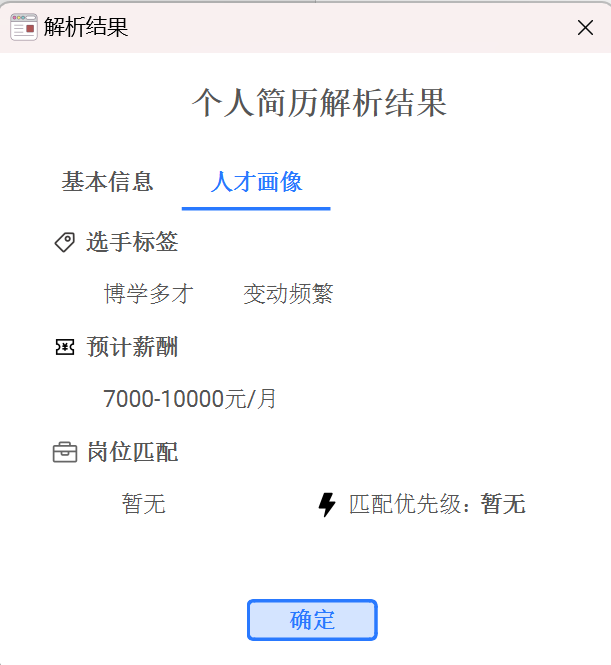 解析结果
个人简历解析结果
基本信息 人才画像
选手标签
博学多才 变动频繁
预计薪酬
7000-10000元/月
岗位匹配
暂无 匹配优先级：暂无
确定